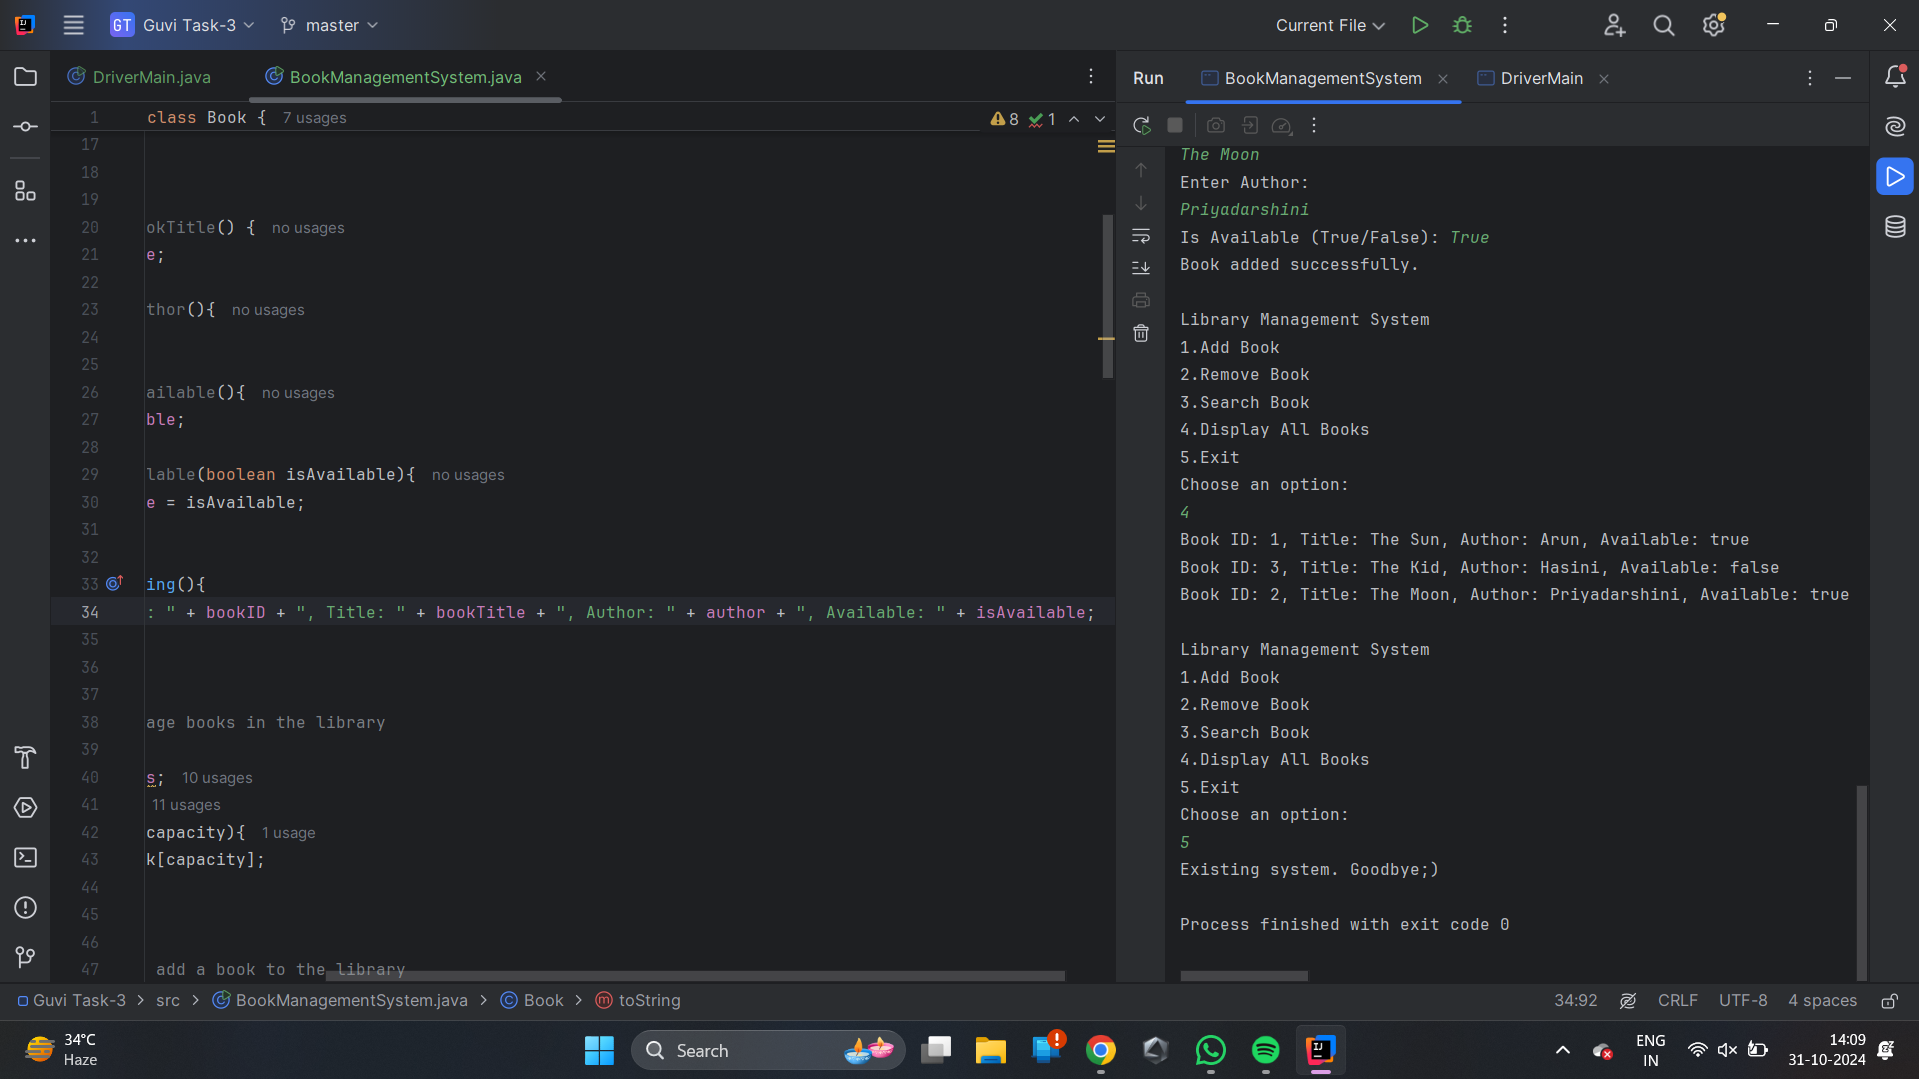 GT Guvi Task-3 master Current File
DriverMain.java BookManagementSystem.java
Run BookManagementSystem DriverMain
1 class Book { 7 usages 8 1
17
18
19
20 okTitle() { no usages
21 e;
22
23 thor(){ no usages
24
25
26 ailable(){ no usages
27 ble;
28
29 lable(boolean isAvailable){ no usages
30 e = isAvailable;
31
32
33 ing(){
34 : " + bookID + ", Title: " + bookTitle + ", Author: " + author + ", Available: " + isAvailable;
35
36
37
38 age books in the library
39
40 s; 10 usages
41 11 usages
42 capacity){ 1 usage
43 k[capacity];
44
45
46
47 add a book to the library
The Moon
Enter Author:
Priyadarshini
Is Available (True/False): True
Book added successfully.

Library Management System
1.Add Book
2.Remove Book
3.Search Book
4.Display All Books
5.Exit
Choose an option:
4
Book ID: 1, Title: The Sun, Author: Arun, Available: true
Book ID: 3, Title: The Kid, Author: Hasini, Available: false
Book ID: 2, Title: The Moon, Author: Priyadarshini, Available: true

Library Management System
1.Add Book
2.Remove Book
3.Search Book
4.Display All Books
5.Exit
Choose an option:
5
Existing system. Goodbye;)

Process finished with exit code 0
Guvi Task-3 > src > BookManagementSystem.java > Book > toString 34:92 CRLF UTF-8 4 spaces
34°C
Haze
Search
ENG
IN
14:09
31-10-2024